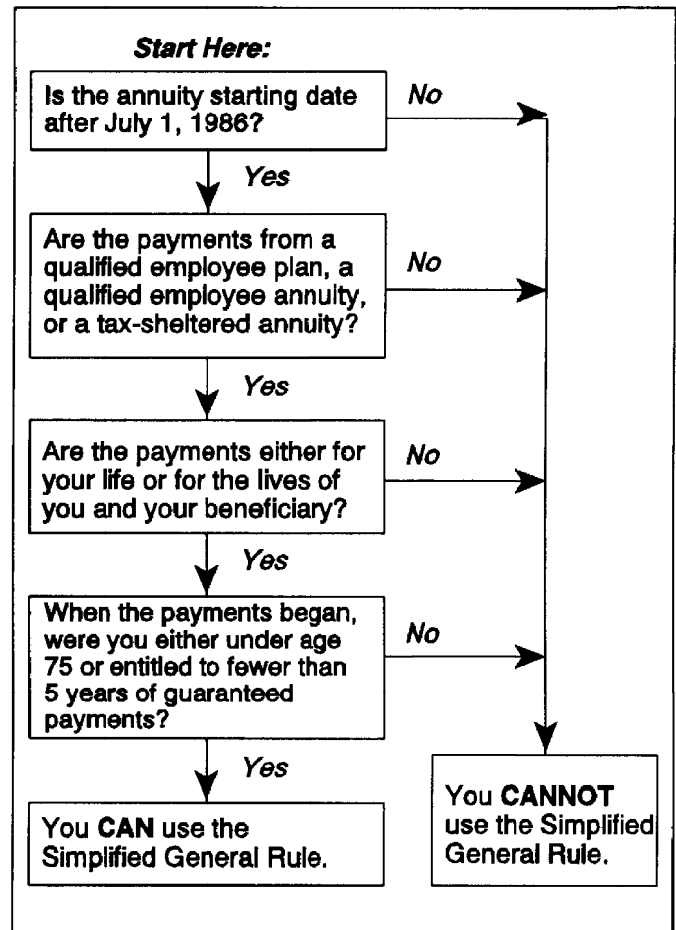 Start Here:
Is the annuity starting date
after July 1, 1986?
No
Yes
Are the payments from a
qualified employee plan, a
qualified employee annuity,
or a tax-sheltered annuity?
No
Yes
Are the payments either for
your life or for the lives of
you and your beneficiary?
No
Yes
When the payments began,
were you either under age
75 or entitled to fewer than
5 years of guaranteed
payments?
No
Yes
You CAN use the
Simplified General Rule.
You CANNOT
use the Simplified
General Rule.